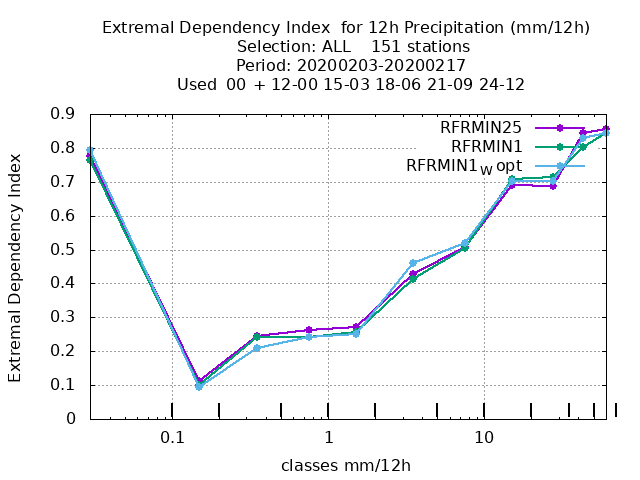 Extremal Dependency Index  for 12h Precipitation (mm/12h)
Selection: ALL    151 stations
Period: 20200203-20200217
Used  00 + 12-00 15-03 18-06 21-09 24-12
RFRMIN25
RFRMIN1
RFRMIN1W opt
Extremal Dependency Index
0.9
0.8
0.7
0.6
0.5
0.4
0.3
0.2
0.1
0
0.1
1
10
classes mm/12h